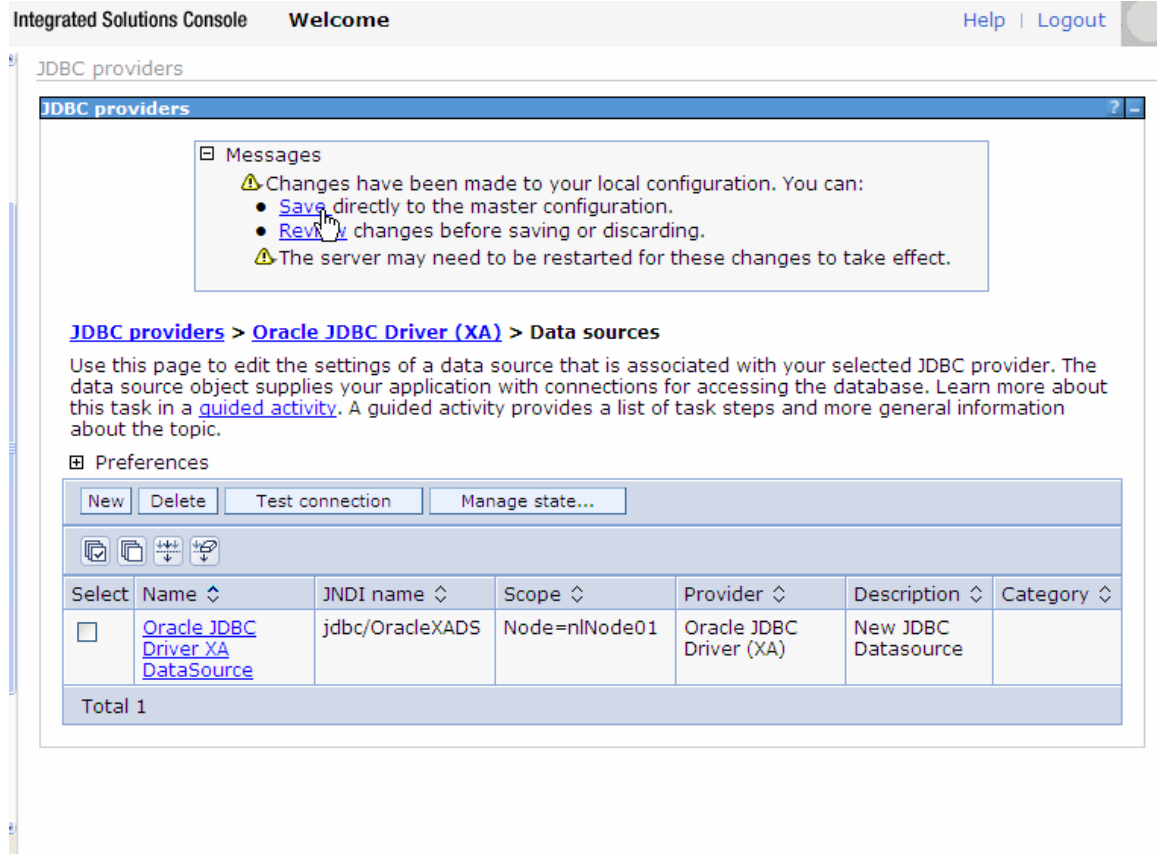 Integrated Solutions Console Welcome Help | Logout
JDBC providers
JDBC providers ? -
Messages
Changes have been made to your local configuration. You can:
• Save directly to the master configuration.
• Review changes before saving or discarding.
The server may need to be restarted for these changes to take effect.
JDBC providers > Oracle JDBC Driver (XA) > Data sources
Use this page to edit the settings of a data source that is associated with your selected JDBC provider. The
data source object supplies your application with connections for accessing the database. Learn more about
this task in a guided activity. A guided activity provides a list of task steps and more general information
about the topic.
Preferences
New Delete Test connection Manage state...
Select Name JNDI name Scope Provider Description Category
Oracle JDBC jdbc/OracleXADS Node=nlNode01 Oracle JDBC New JDBC
Driver XA Driver (XA) Datasource
DataSource
Total 1